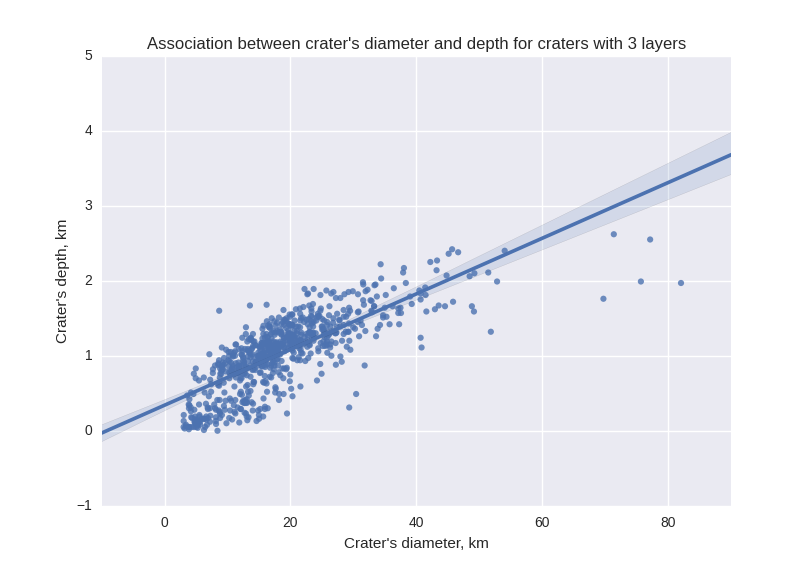 Association between crater's diameter and depth for craters with 3 layers
5
4
3
2
1
0
−1
Crater's depth, km
0 20 40 60 80
Crater's diameter, km